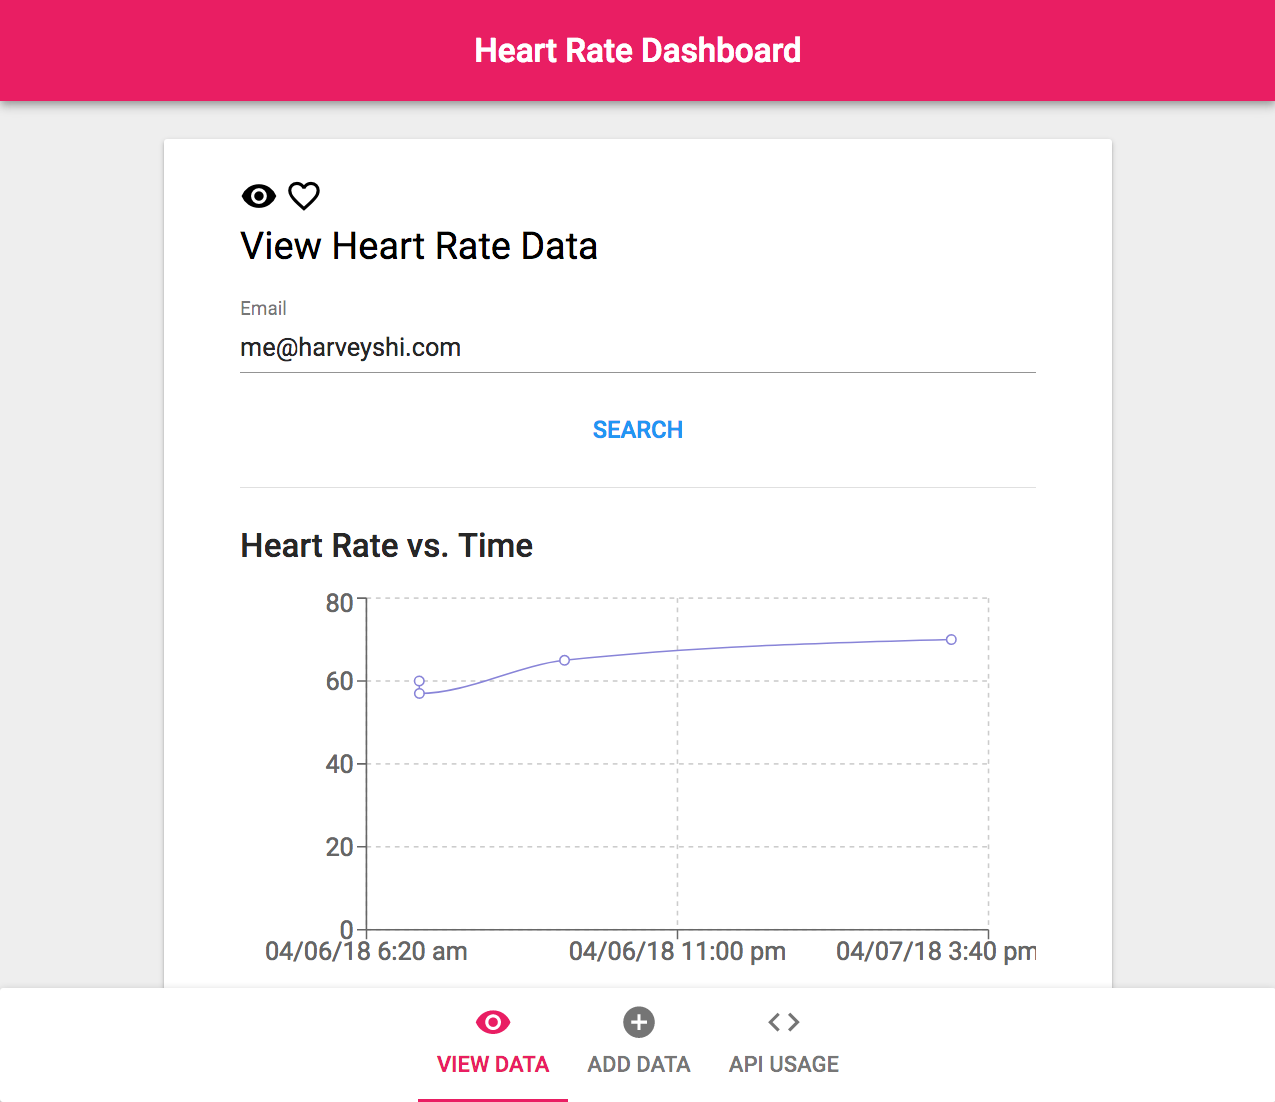 Heart Rate Dashboard
View Heart Rate Data
Email
me@harveyshi.com
SEARCH
Heart Rate vs. Time
80
60
40
20
0
04/06/18 6:20 am 04/06/18 11:00 pm 04/07/18 3:40 pm
VIEW DATA ADD DATA API USAGE